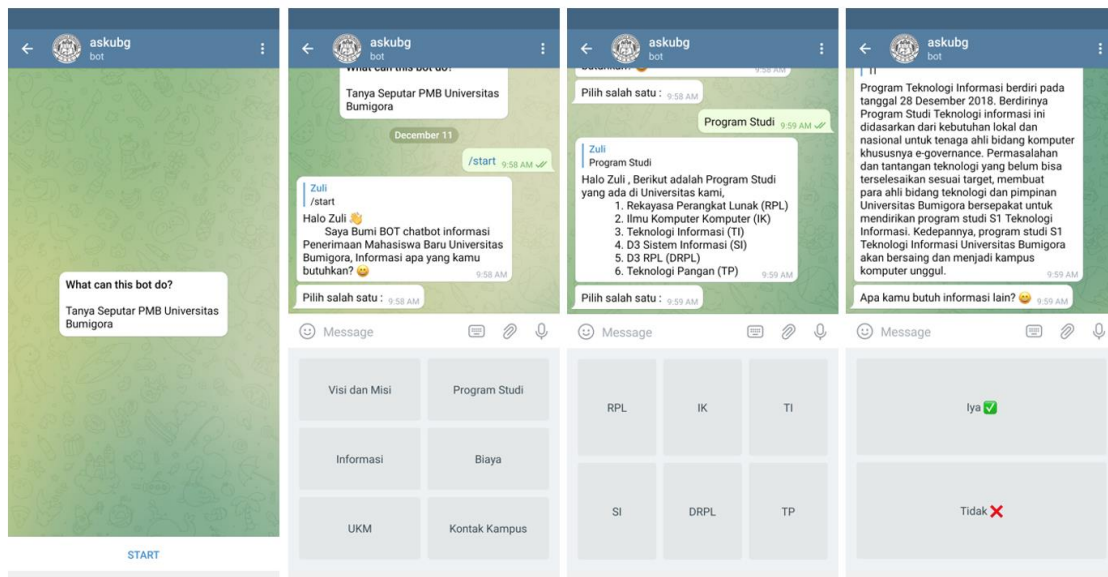 askubg
bot
What can this bot do?
Tanya Seputar PMB Universitas
Bumigora
START
askubg
bot
What can this bot do?
Tanya Seputar PMB Universitas
Bumigora
December 11
/start 9:58 AM
Zuli
/start
Halo Zuli 👋
Saya Bumi BOT chatbot informasi
Penerimaan Mahasiswa Baru Universitas
Bumigora, Informasi apa yang kamu
butuhkan? 😄
9:58 AM
Pilih salah satu : 9:58 AM
Message
Visi dan Misi
Program Studi
Informasi
Biaya
UKM
Kontak Kampus
askubg
bot
butuhkan? 😄
9:58 AM
Pilih salah satu : 9:58 AM
Program Studi 9:59 AM
Zuli
Program Studi
Halo Zuli , Berikut adalah Program Studi
yang ada di Universitas kami,
1. Rekayasa Perangkat Lunak (RPL)
2. Ilmu Komputer Komputer (IK)
3. Teknologi Informasi (TI)
4. D3 Sistem Informasi (SI)
5. D3 RPL (DRPL)
6. Teknologi Pangan (TP) 9:59 AM
Pilih salah satu : 9:59 AM
Message
RPL
IK
TI
SI
DRPL
TP
askubg
bot
TI
Program Teknologi Informasi berdiri pada
tanggal 28 Desember 2018. Berdirinya
Program Studi Teknologi informasi ini
didasarkan dari kebutuhan lokal dan
nasional untuk tenaga ahli bidang komputer
khususnya e-governance. Permasalahan
dan tantangan teknologi yang belum bisa
terselesaikan sesuai target, membuat
para ahli bidang teknologi dan pimpinan
Universitas Bumigora bersepakat untuk
mendirikan program studi S1 Teknologi
Informasi. Kedepannya, program studi S1
Teknologi Informasi Universitas Bumigora
akan bersaing dan menjadi kampus
komputer unggul. 9:59 AM
Apa kamu butuh informasi lain? 😄 9:59 AM
Message
Iya ✅
Tidak ❌